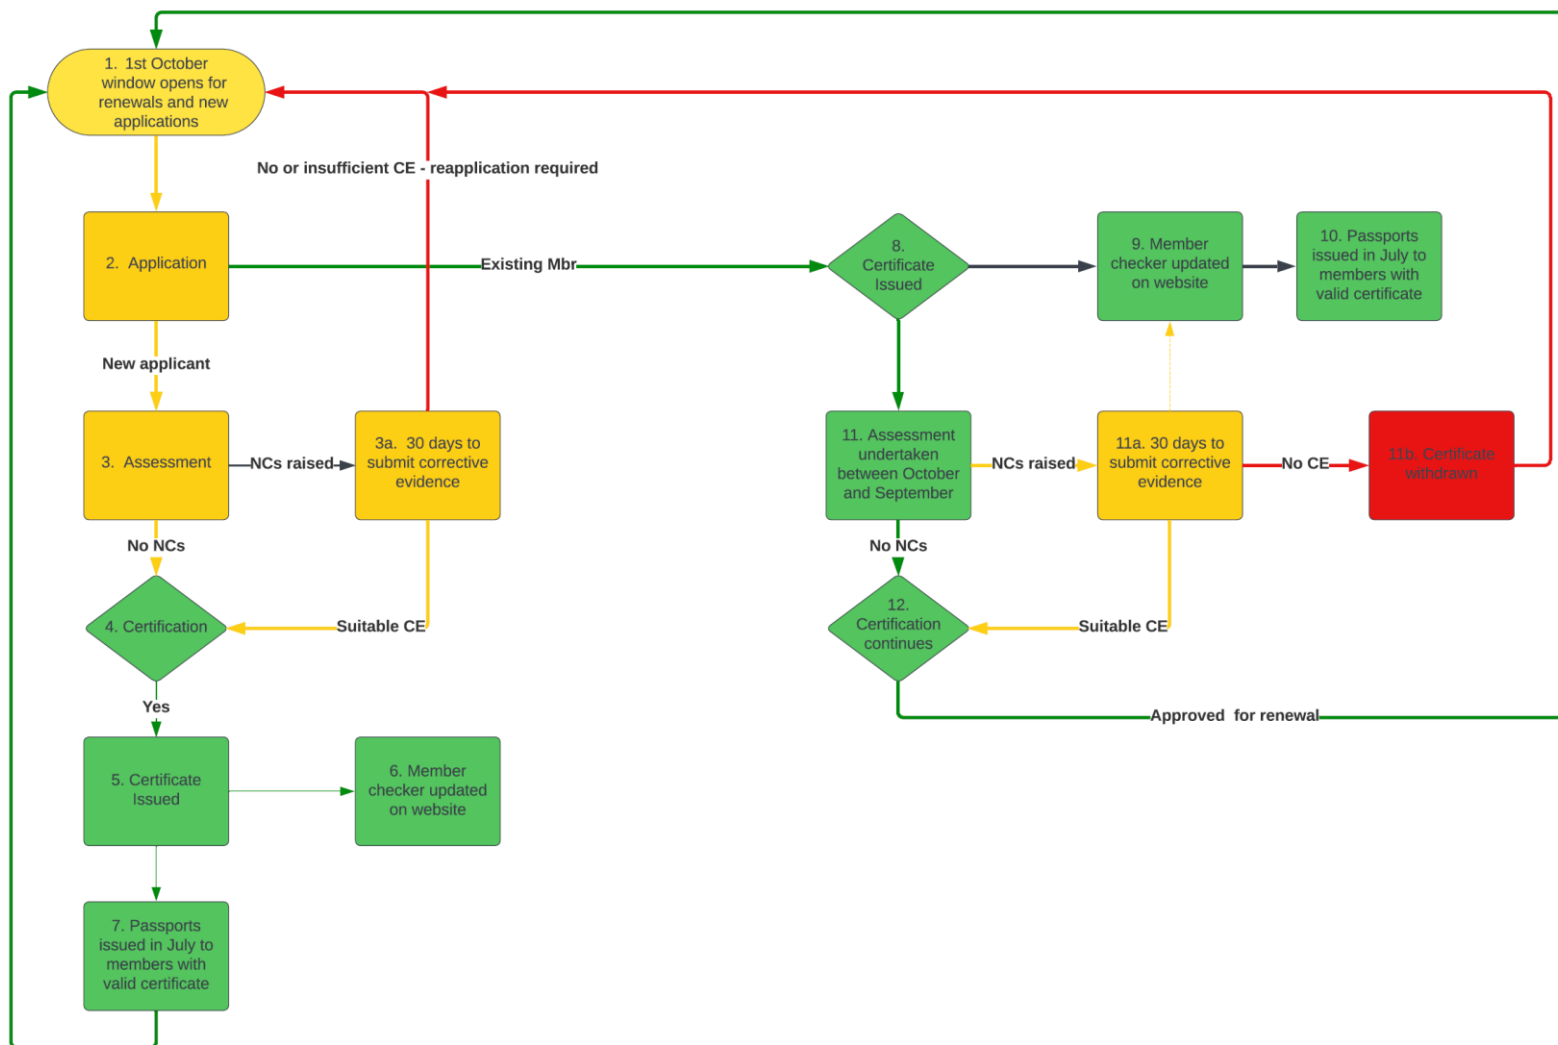 1. 1st October
window opens for
renewals and new
applications
No or insufficient CE - reapplication required
2. Application
Existing Mbr
8.
Certificate
Issued
9. Member
checker updated
on website
10. Passports
issued in July to
members with
valid certificate
New applicant
3. Assessment
NCs raised
3a. 30 days to
submit corrective
evidence
11. Assessment
undertaken
between October
and September
NCs raised
11a. 30 days to
submit corrective
evidence
No CE
11b. Certificate
withdrawn
No NCs
No NCs
4. Certification
Suitable CE
12.
Certification
continues
Suitable CE
Yes
Approved for renewal
5. Certificate
Issued
6. Member
checker updated
on website
7. Passports
issued in July to
members with
valid certificate